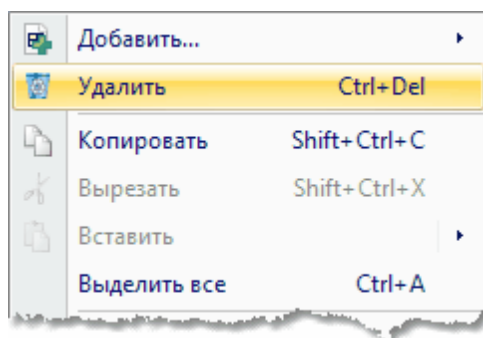 Добавить...
Удалить Ctrl+Del
Копировать Shift+Ctrl+C
Вырезать Shift+Ctrl+X
Вставить
Выделить все Ctrl+A